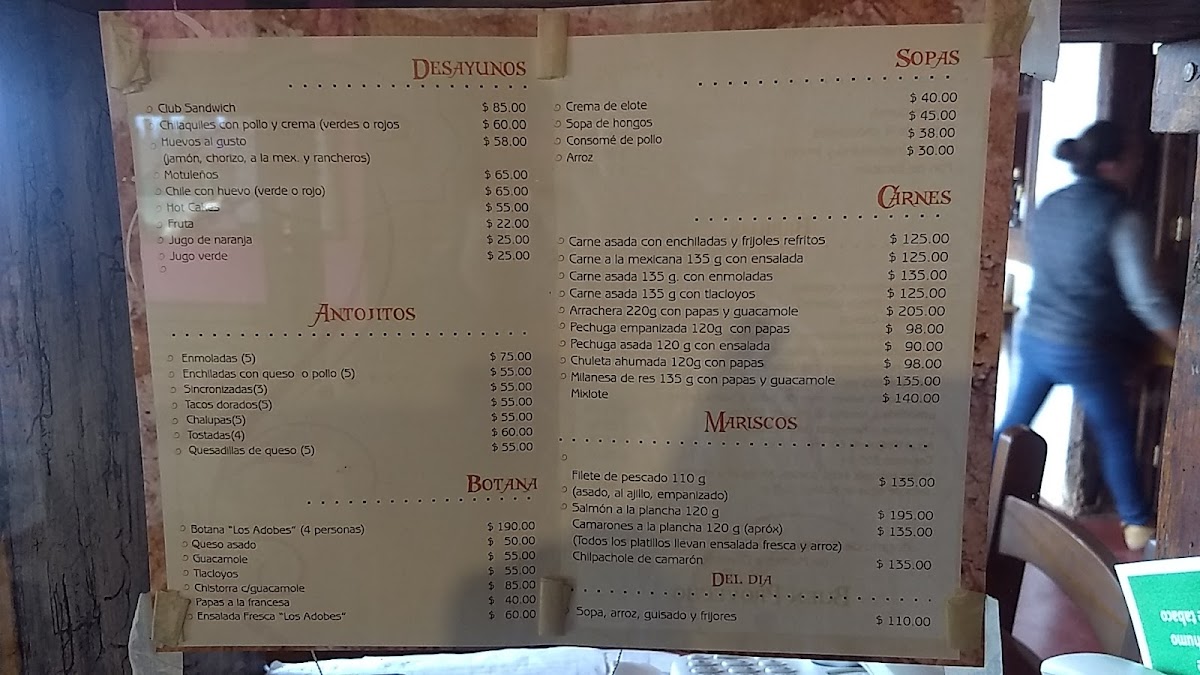 DESAYUNOS
Club Sandwich $ 85.00
Chilaquiles con pollo y crema (verdes o rojos $ 60.00
Huevos al gusto $ 58.00
(jamón, chorizo, a la mex. y rancheros)
Motuleños $ 65.00
Chile con huevo (verde o rojo) $ 65.00
Hot Cakes $ 55.00
Fruta $ 22.00
Jugo de naranja $ 25.00
Jugo verde $ 25.00
ANTOJITOS
Enmoladas (5) $ 75.00
Enchiladas con queso o pollo (5) $ 55.00
Sincronizadas(3) $ 55.00
Tacos dorados(5) $ 55.00
Chalupas(5) $ 55.00
Tostadas(4) $ 60.00
Quesadillas de queso (5) $ 55.00
BOTANA
Botana "Los Adobes" (4 personas) $ 190.00
Queso asado $ 50.00
Guacamole $ 55.00
Tlacloyos $ 55.00
Chistorra c/guacamole $ 85.00
Papas a la francesa $ 40.00
Ensalada Fresca "Los Adobes" $ 60.00
SOPAS
Crema de elote $ 40.00
Sopa de hongos $ 45.00
Consomé de pollo $ 38.00
Arroz $ 30.00
CARNES
Carne asada con enchiladas y frijoles refritos $ 125.00
Carne a la mexicana 135 g con ensalada $ 125.00
Carne asada 135 g. con enmoladas $ 135.00
Carne asada 135 g con tlacloyos $ 125.00
Arrachera 220g con papas y guacamole $ 205.00
Pechuga empanizada 120g con papas $ 98.00
Pechuga asada 120 g con ensalada $ 90.00
Chuleta ahumada 120g con papas $ 98.00
Milanesa de res 135 g con papas y guacamole $ 135.00
Mixiote $ 140.00
MARISCOS
Filete de pescado 110 g $ 135.00
(asado, al ajillo, empanizado)
Salmón a la plancha 120 g $ 195.00
Camarones a la plancha 120 g (apróx) $ 135.00
(Todos los platillos llevan ensalada fresca y arroz)
Chilpachole de camarón $ 135.00
DEL DIA
Sopa, arroz, guisado y frijores $ 110.00